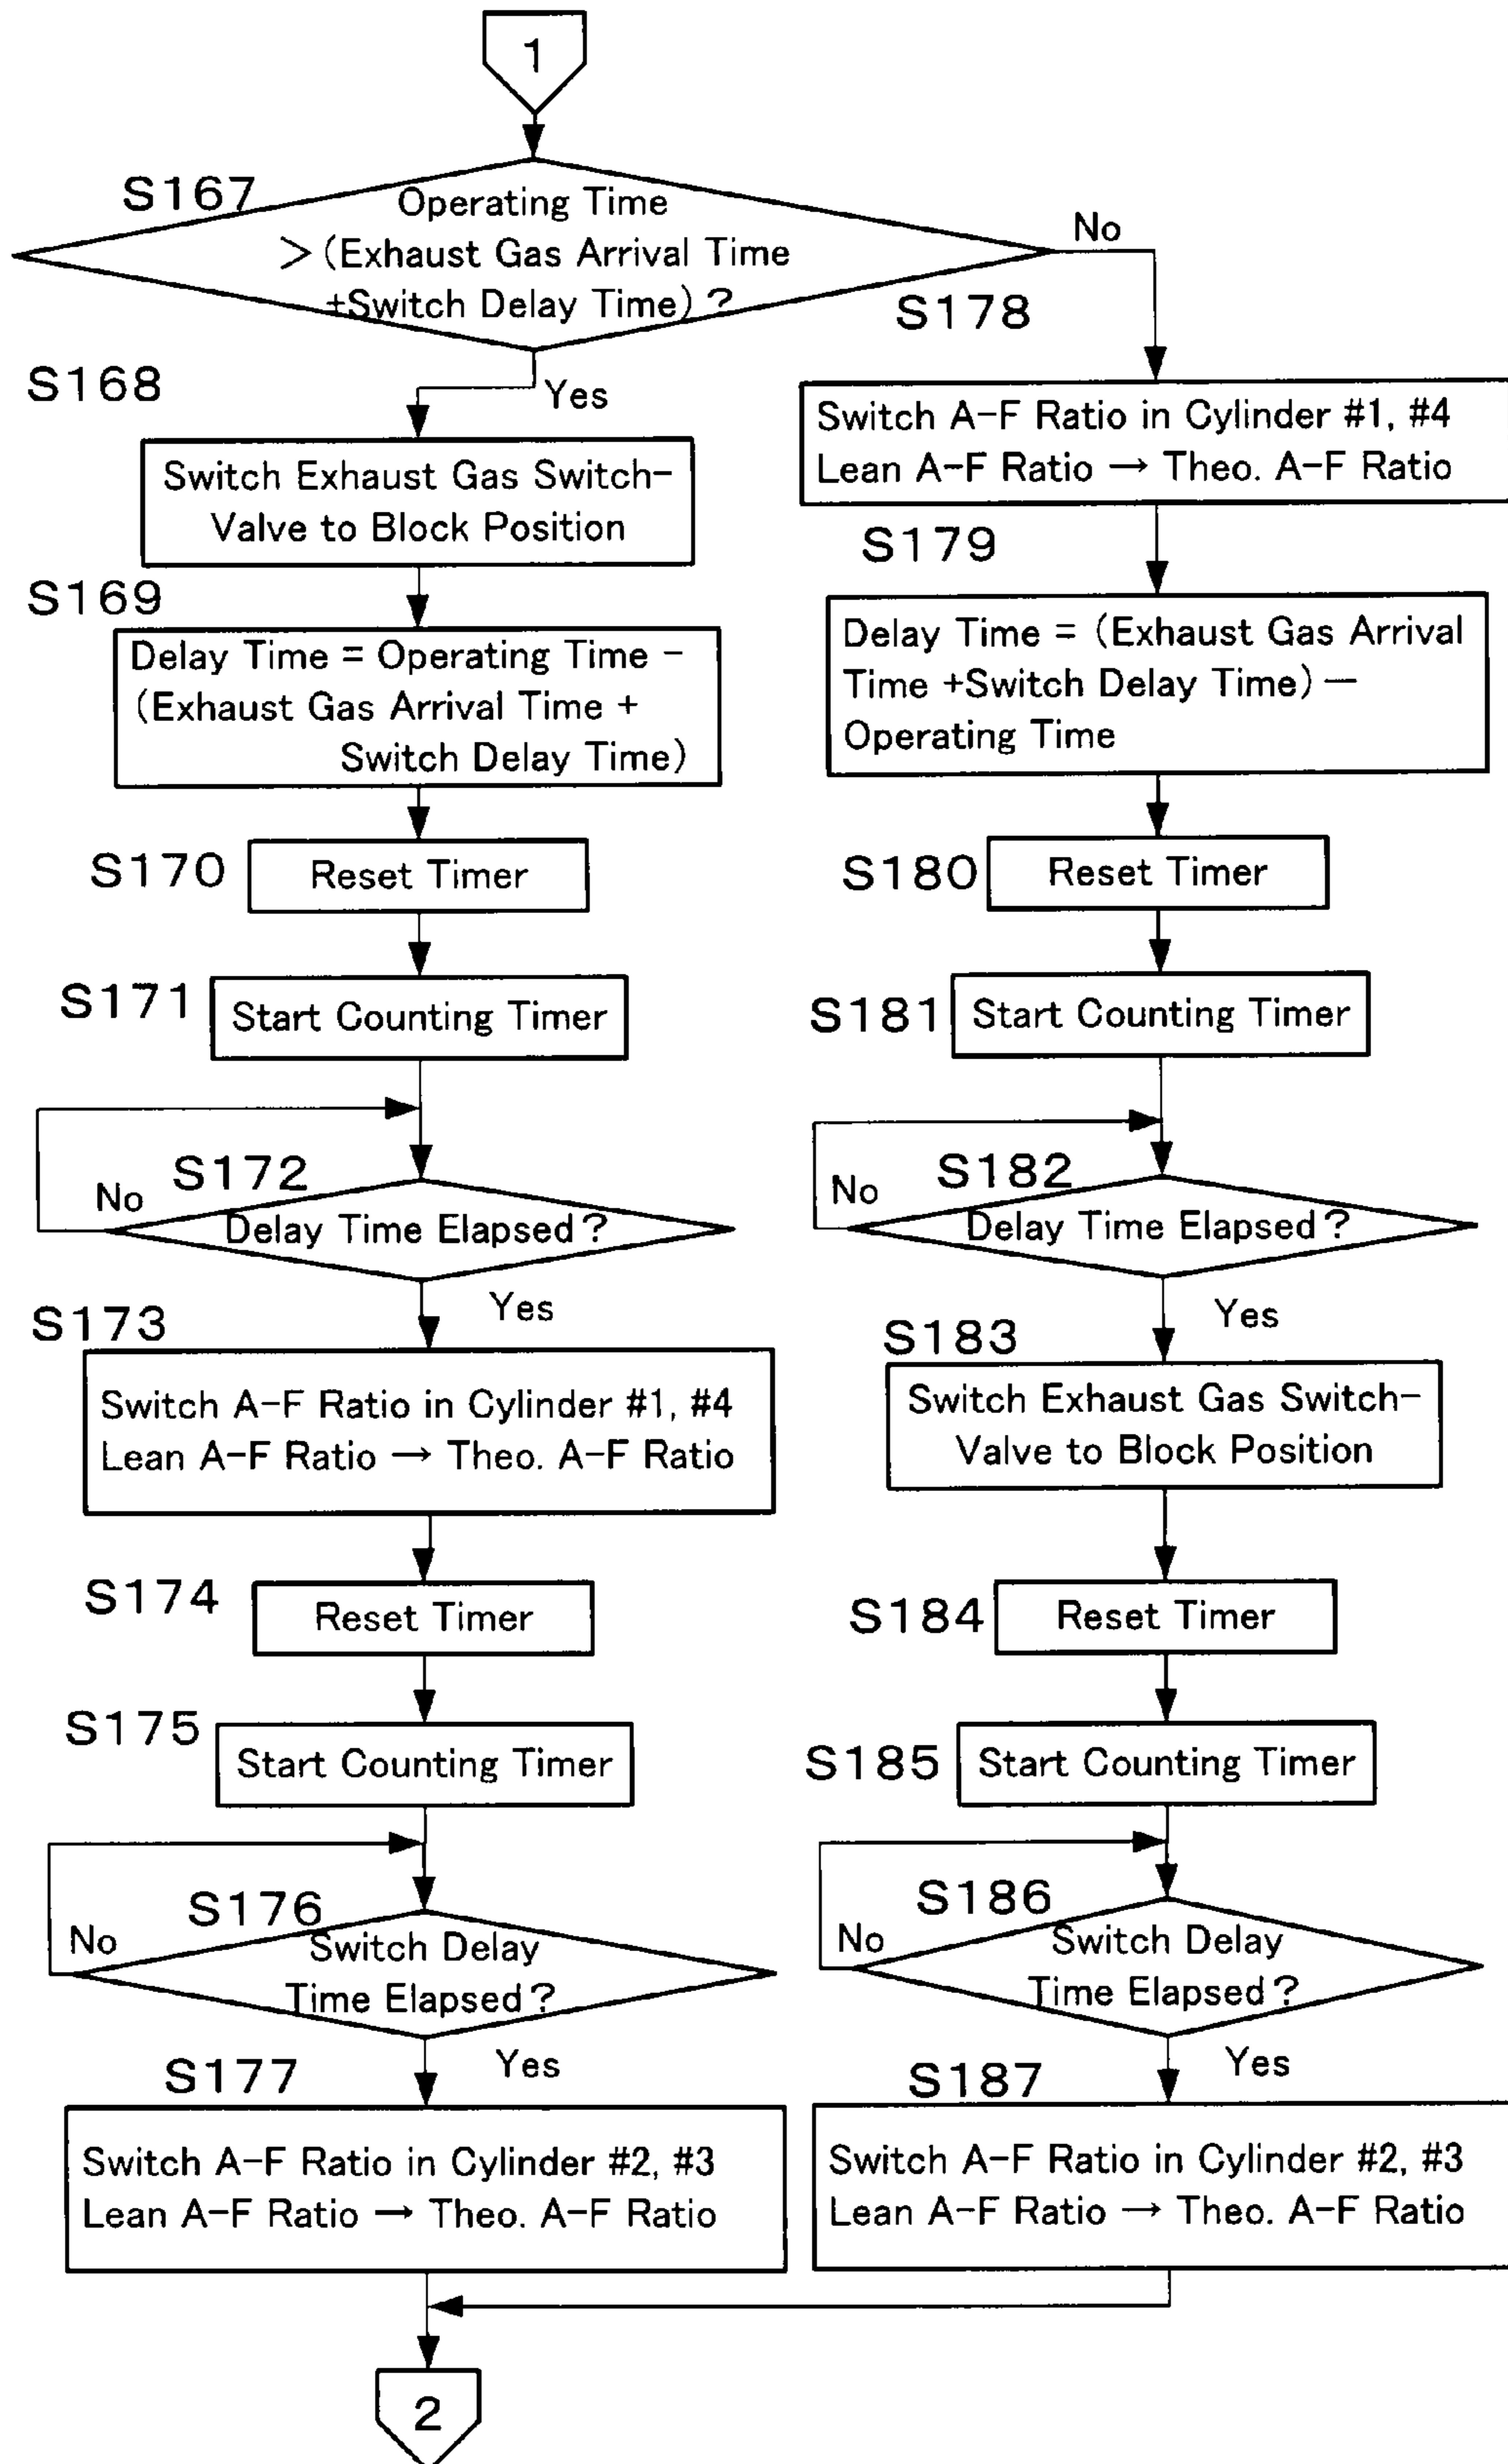 1
S167
Operating Time
>(Exhaust Gas Arrival Time
+Switch Delay Time)?
No
Yes
S168
Switch Exhaust Gas Switch-
Valve to Block Position
S169
Delay Time = Operating Time -
(Exhaust Gas Arrival Time +
Switch Delay Time)
S170
Reset Timer
S171
Start Counting Timer
S172
No
Delay Time Elapsed?
Yes
S173
Switch A-F Ratio in Cylinder #1, #4
Lean A-F Ratio → Theo. A-F Ratio
S174
Reset Timer
S175
Start Counting Timer
S176
No
Switch Delay
Time Elapsed?
Yes
S177
Switch A-F Ratio in Cylinder #2, #3
Lean A-F Ratio → Theo. A-F Ratio
S178
Switch A-F Ratio in Cylinder #1, #4
Lean A-F Ratio → Theo. A-F Ratio
S179
Delay Time = (Exhaust Gas Arrival
Time +Switch Delay Time) —
Operating Time
S180
Reset Timer
S181
Start Counting Timer
S182
No
Delay Time Elapsed?
Yes
S183
Switch Exhaust Gas Switch-
Valve to Block Position
S184
Reset Timer
S185
Start Counting Timer
S186
No
Switch Delay
Time Elapsed?
Yes
S187
Switch A-F Ratio in Cylinder #2, #3
Lean A-F Ratio → Theo. A-F Ratio
2